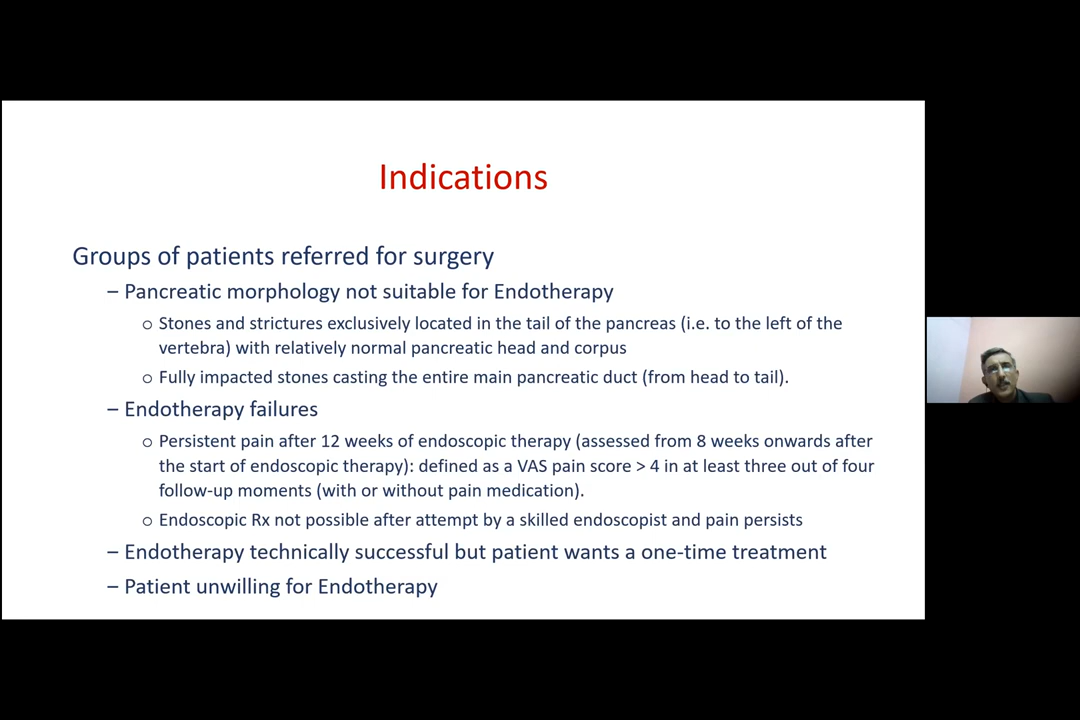 Indications
Groups of patients referred for surgery
– Pancreatic morphology not suitable for Endotherapy
○ Stones and strictures exclusively located in the tail of the pancreas (i.e. to the left of the
vertebra) with relatively normal pancreatic head and corpus
○ Fully impacted stones casting the entire main pancreatic duct (from head to tail).
– Endotherapy failures
○ Persistent pain after 12 weeks of endoscopic therapy (assessed from 8 weeks onwards after
the start of endoscopic therapy): defined as a VAS pain score > 4 in at least three out of four
follow-up moments (with or without pain medication).
○ Endoscopic Rx not possible after attempt by a skilled endoscopist and pain persists
– Endotherapy technically successful but patient wants a one-time treatment
– Patient unwilling for Endotherapy